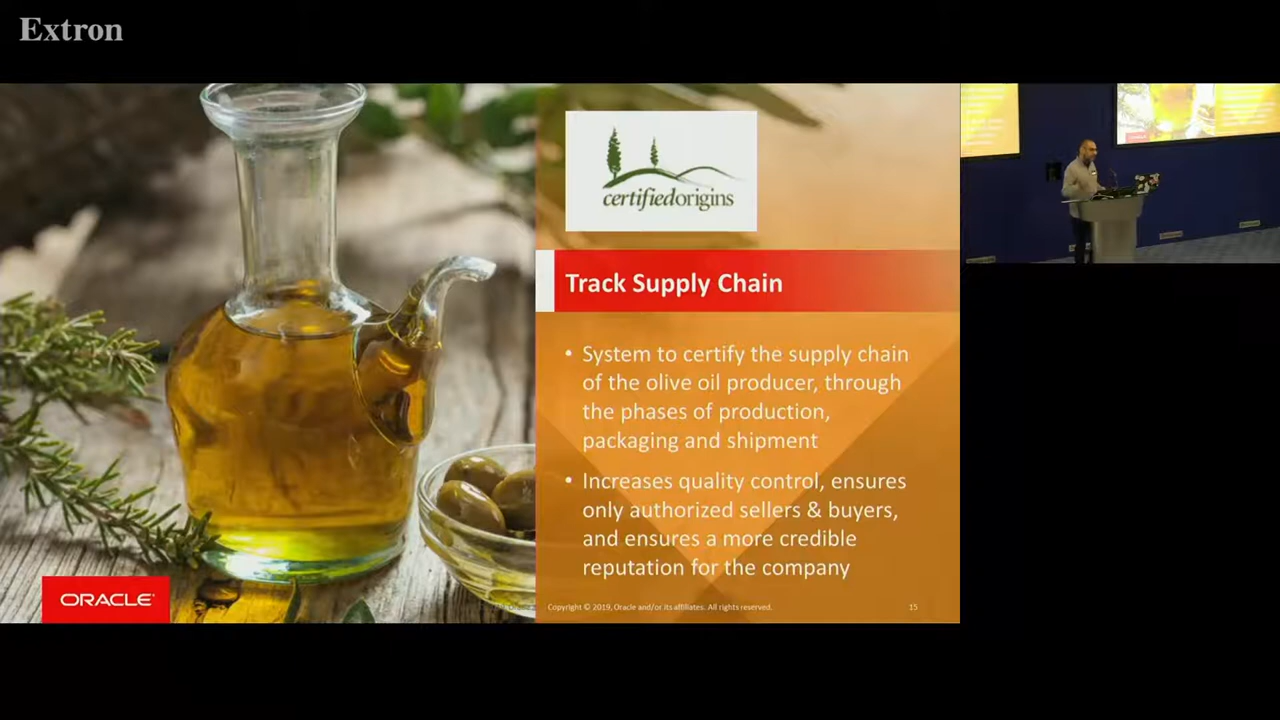 Extron
certifiedorigins
Track Supply Chain
• System to certify the supply chain
of the olive oil producer, through
the phases of production,
packaging and shipment
• Increases quality control, ensures
only authorized sellers & buyers,
and ensures a more credible
reputation for the company
ORACLE
Copyright © 2019, Oracle and/or its affiliates. All rights reserved.
15